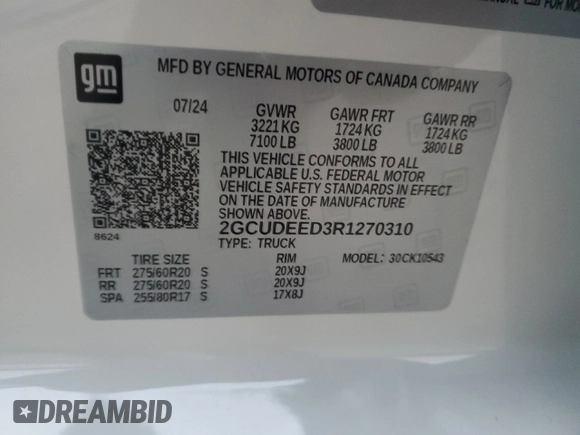 FOR MO
gm
MFD BY GENERAL MOTORS OF CANADA COMPANY
07/24 GVWR GAWR FRT GAWR RR
3221 KG 1724 KG 1724 KG
7100 LB 3800 LB 3800 LB
THIS VEHICLE CONFORMS TO ALL
APPLICABLE U.S. FEDERAL MOTOR
VEHICLE SAFETY STANDARDS IN EFFECT
ON THE DATE OF MANUFACTURE
SHOWN ABOVE.
8624 2GCUDEED3R1270310
TYPE: TRUCK
TIRE SIZE RIM MODEL: 30CK10543
FRT 275/60R20 S 20X9J
RR 275/60R20 S 20X9J
SPA 255/80R17 S 17X8J
DREAMBID